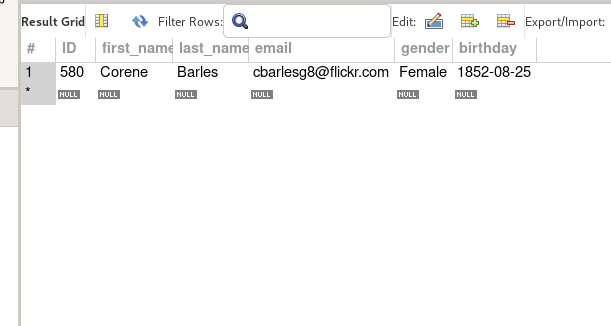 Result Grid Filter Rows: Edit: Export/Import:
# ID first_name last_name email gender birthday
1 580 Corene Barles cbarlesg8@flickr.com Female 1852-08-25
* NULL NULL NULL NULL NULL NULL